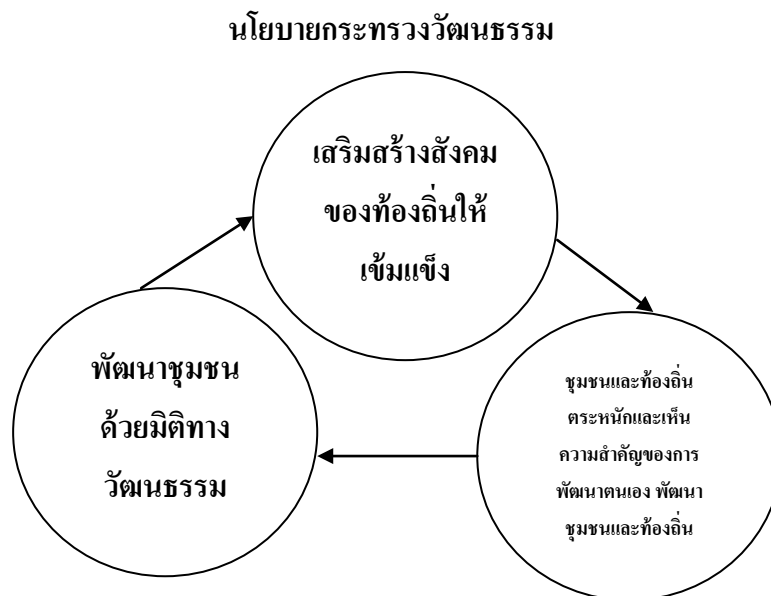 นโยบายกระทรวงวัฒนธรรม
เสริมสร้างสังคม
ของท้องถิ่นให้
เข้มแข็ง
พัฒนาชุมชน
ด้วยมิติทาง
วัฒนธรรม
ชุมชนและท้องถิ่น
ตระหนักและเห็น
ความสำคัญของการ
พัฒนาตนเอง พัฒนา
ชุมชนและท้องถิ่น